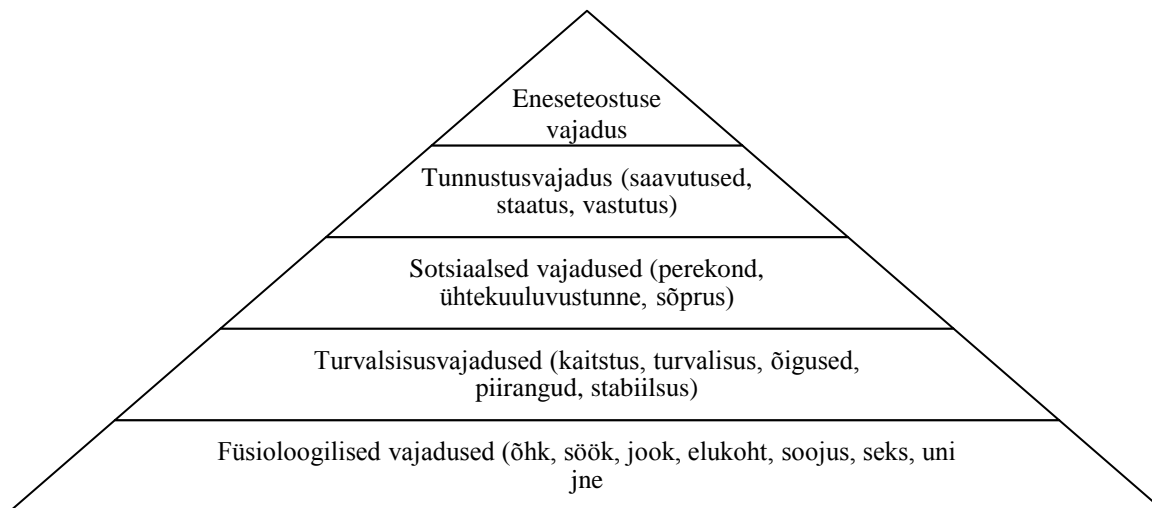 Eneseteostuse
vajadus
Tunnustusvajadus (saavutused,
staatus, vastutus)
Sotsiaalsed vajadused (perekond,
ühtekuuluvustunne, sõprus)
Turvalsisusvajadused (kaitstus, turvalisus, õigused,
piirangud, stabiilsus)
Füsioloogilised vajadused (õhk, söök, jook, elukoht, soojus, seks, uni
jne